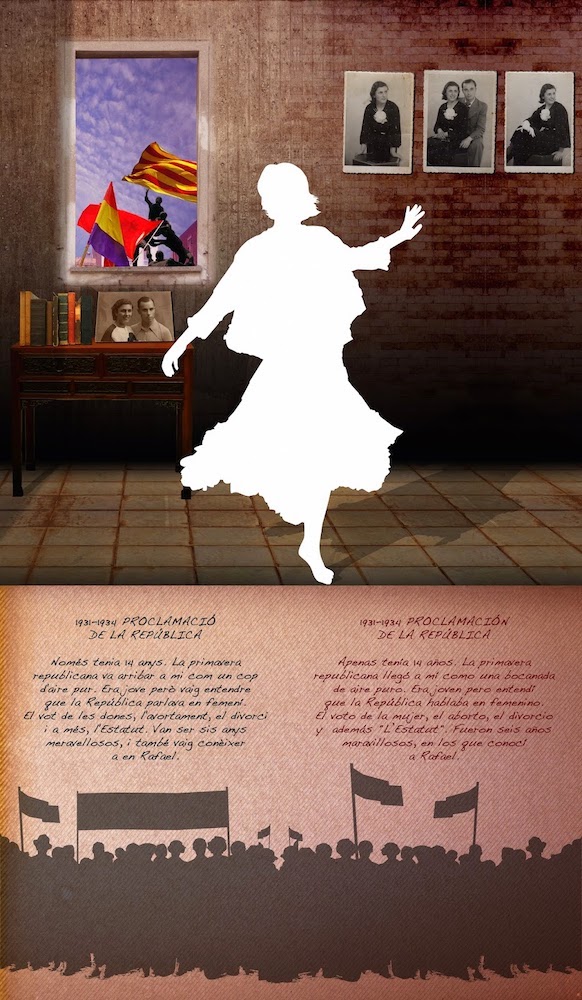 1931-1934 PROCLAMACIÓ
DE LA REPÚBLICA
Només tenia 14 anys. La primavera
republicana va arribar a mi com un cop
d'aire pur. Era jove però vaig entendre
que la República parlava en femení.
El vot de les dones, l'avortament, el divorci
i a més, l'Estatut. Van ser sis anys
meravellosos, i també vaig conèixer
a en Rafael.
1931-1934 PROCLAMACIÓN
DE LA REPÚBLICA
Apenas tenía 14 años. La primavera
republicana llegó a mí como una bocanada
de aire puro. Era joven pero entendí
que la República hablaba en femenino.
El voto de la mujer, el aborto, el divorcio
y además "L'Estatut". Fueron seis años
maravillosos, en los que conocí
a Rafael.